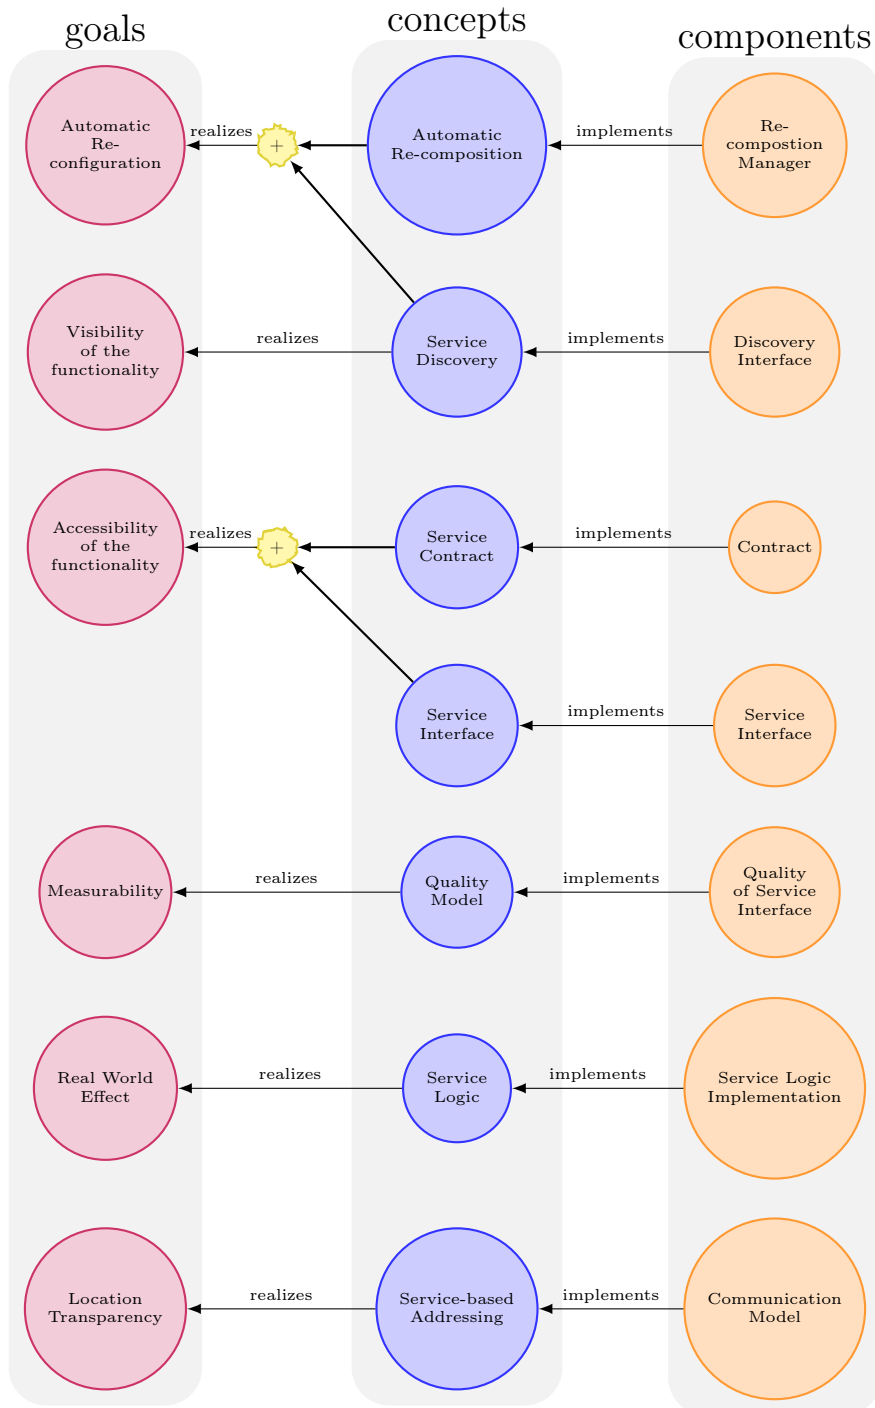 goals
concepts
components
Automatic
Re-
configuration
realizes
+
Automatic
Re-composition
implements
Re-
compostion
Manager
Visibility
of the
functionality
realizes
Service
Discovery
implements
Discovery
Interface
Accessibility
of the
functionality
realizes
+
Service
Contract
implements
Contract
Service
Interface
implements
Service
Interface
Measurability
realizes
Quality
Model
implements
Quality
of Service
Interface
Real World
Effect
realizes
Service
Logic
implements
Service Logic
Implementation
Location
Transparency
realizes
Service-based
Addressing
implements
Communication
Model